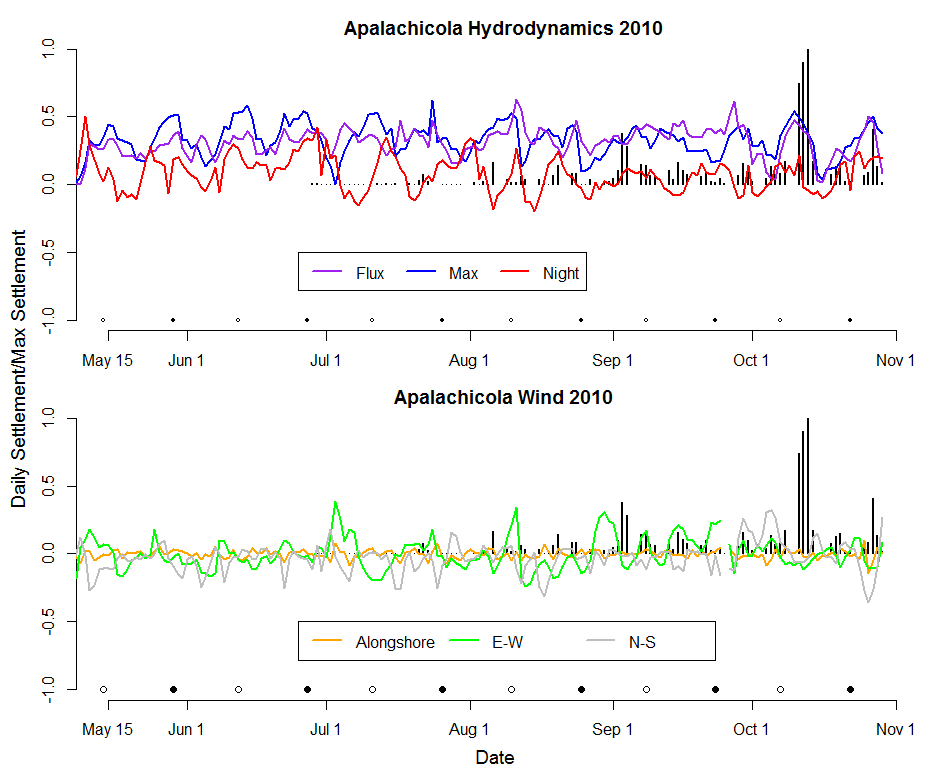 Apalachicola Hydrodynamics 2010
1.0
0.5
0.0
-0.5
-1.0
Flux Max Night
May 15 Jun 1 Jul 1 Aug 1 Sep 1 Oct 1 Nov 1
Daily Settlement/Max Settlement
Apalachicola Wind 2010
1.0
0.5
0.0
-0.5
-1.0
Alongshore E-W N-S
May 15 Jun 1 Jul 1 Aug 1 Sep 1 Oct 1 Nov 1
Date